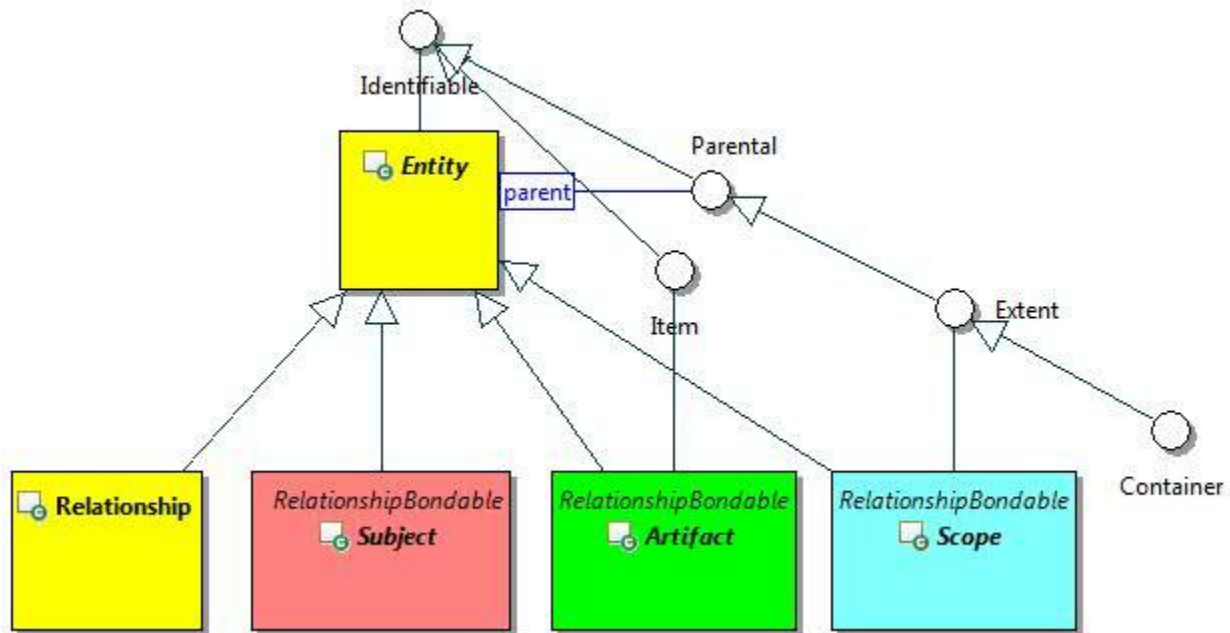 Identifiable
Parental
Entity
parent
Extent
Item
Container
Relationship
RelationshipBondable
Subject
RelationshipBondable
Artifact
RelationshipBondable
Scope